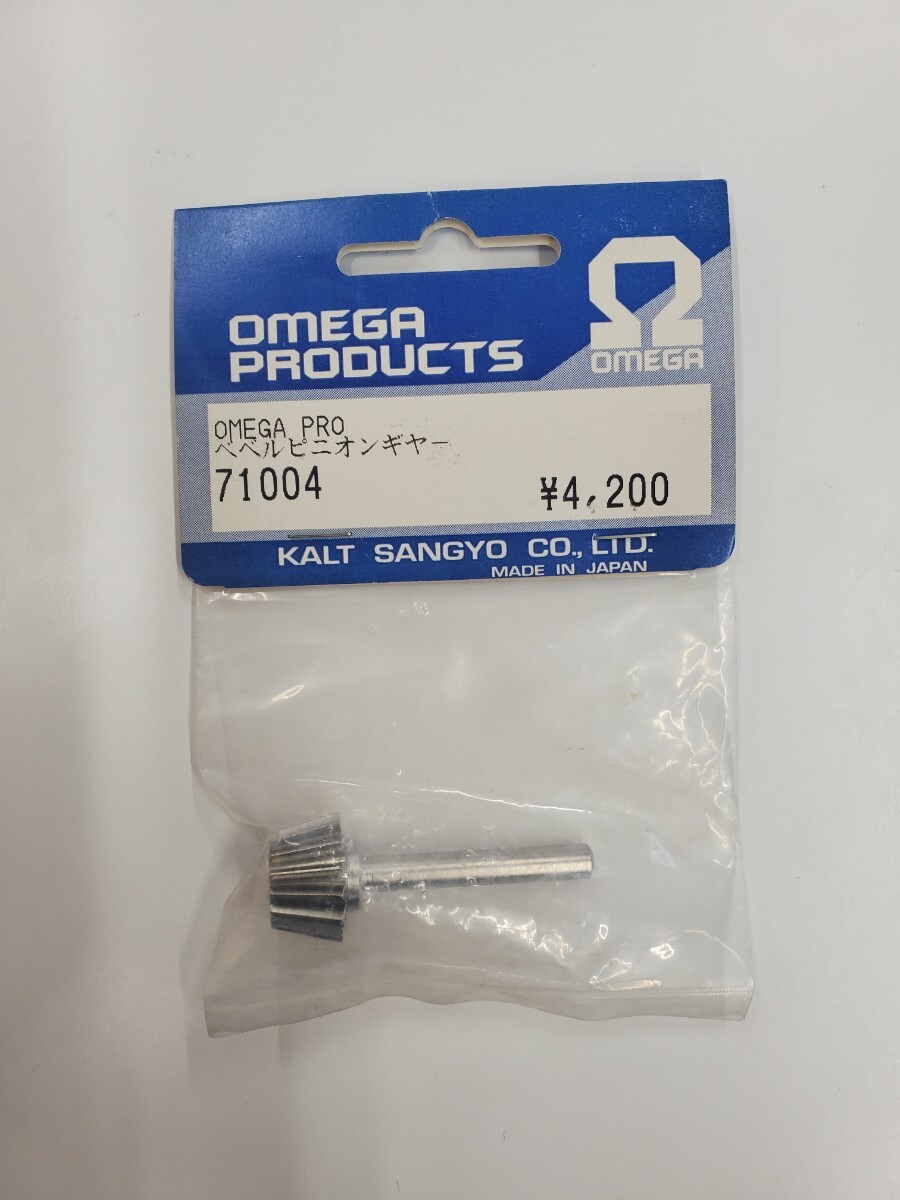 OMEGA
PRODUCTS
OMEGA
OMEGA PRO
ベベルピニオンギヤー
71004
¥4,200
KALT SANGYO CO., LTD.
MADE IN JAPAN